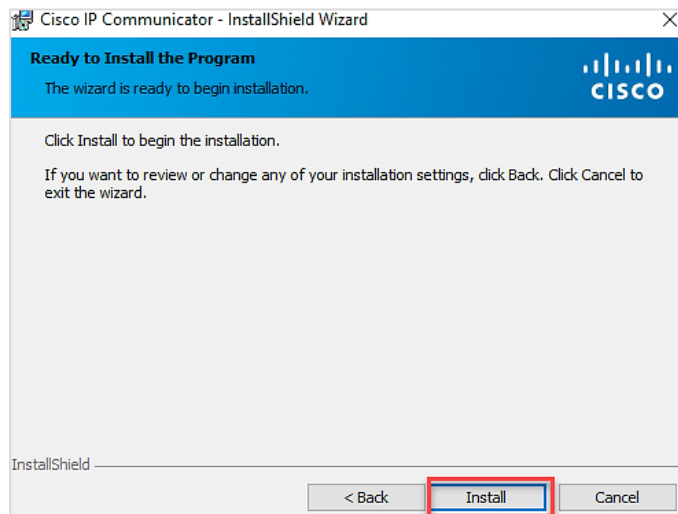 Cisco IP Communicator - InstallShield Wizard
Ready to Install the Program
The wizard is ready to begin installation.
CISCO
Click Install to begin the installation.
If you want to review or change any of your installation settings, click Back. Click Cancel to
exit the wizard.
InstallShield
< Back Install Cancel